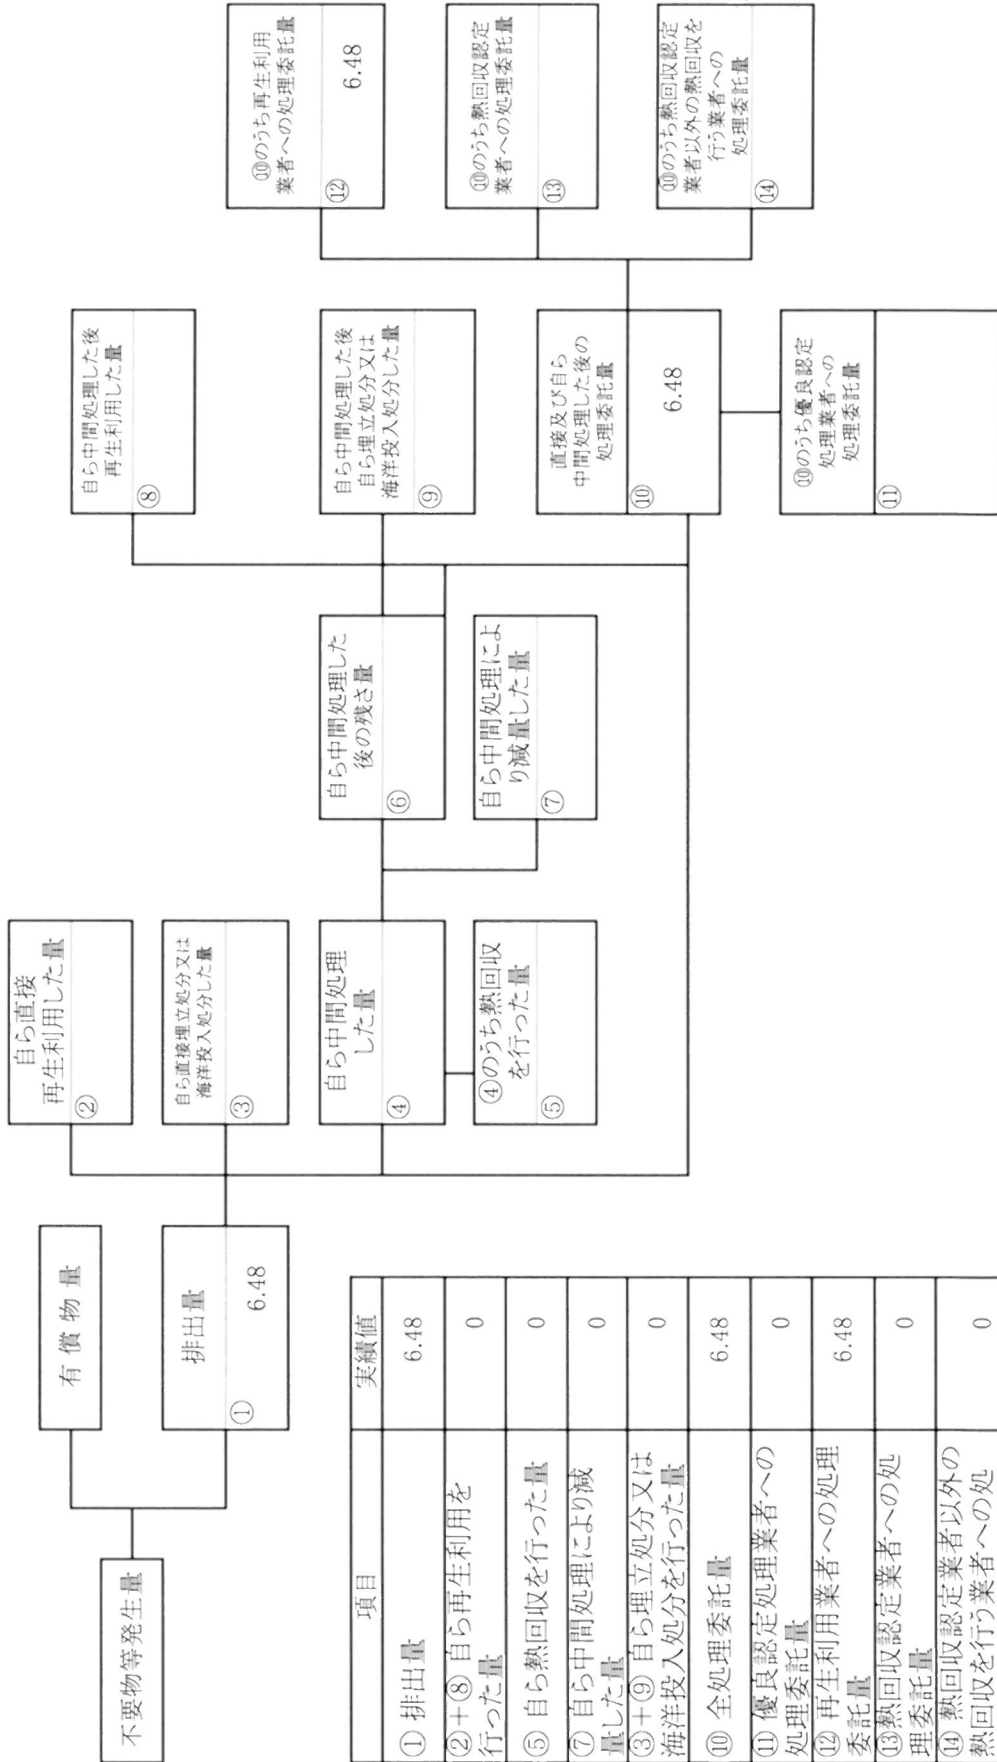 不要物等発生量
有 償 物 量
排出量
① 6.48
自ら直接
再生利用した量
②
自ら直接埋立処分又は
海洋投入処分した量
③
自ら中間処理
した量
④
④のうち熱回収
を行った量
⑤
自ら中間処理した
後の残さ量
⑥
自ら中間処理によ
り減量した量
⑦
自ら中間処理した後
再生利用した量
⑧
自ら中間処理した後
自ら埋立処分又は
海洋投入処分した量
⑨
直接及び自ら
中間処理した後の
処理委託量
⑩ 6.48
⑩のうち優良認定
処理業者への
処理委託量
⑪
⑩のうち再生利用
業者への処理委託量
⑫ 6.48
⑩のうち熱回収認定
業者への処理委託量
⑬
⑩のうち熱回収認定
業者以外の熱回収を
行う業者への
処理委託量
⑭
項目 実績値
① 排出量 6.48
②+⑧ 自ら再生利用を
行った量 0
⑤ 自ら熱回収を行った量 0
⑦ 自ら中間処理により減
量した量 0
③+⑨ 自ら埋立処分又は
海洋投入処分を行った量 0
⑩ 全処理委託量 6.48
⑪ 優良認定処理業者への
処理委託量 0
⑫ 再生利用業者への処理
委託量 6.48
⑬熱回収認定業者への処
理委託量 0
⑭ 熱回収認定業者以外の
熱回収を行う業者への処 0